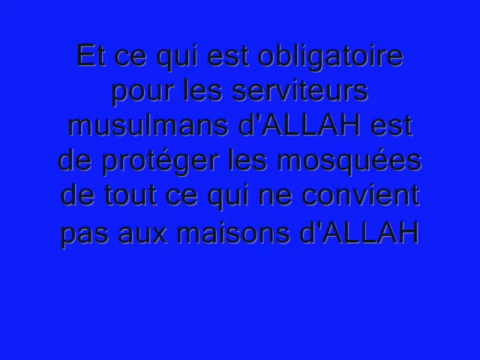 Et ce qui est obligatoire
pour les serviteurs
musulmans d'ALLAH est
de protéger les mosquées
de tout ce qui ne convient
pas aux maisons d'ALLAH